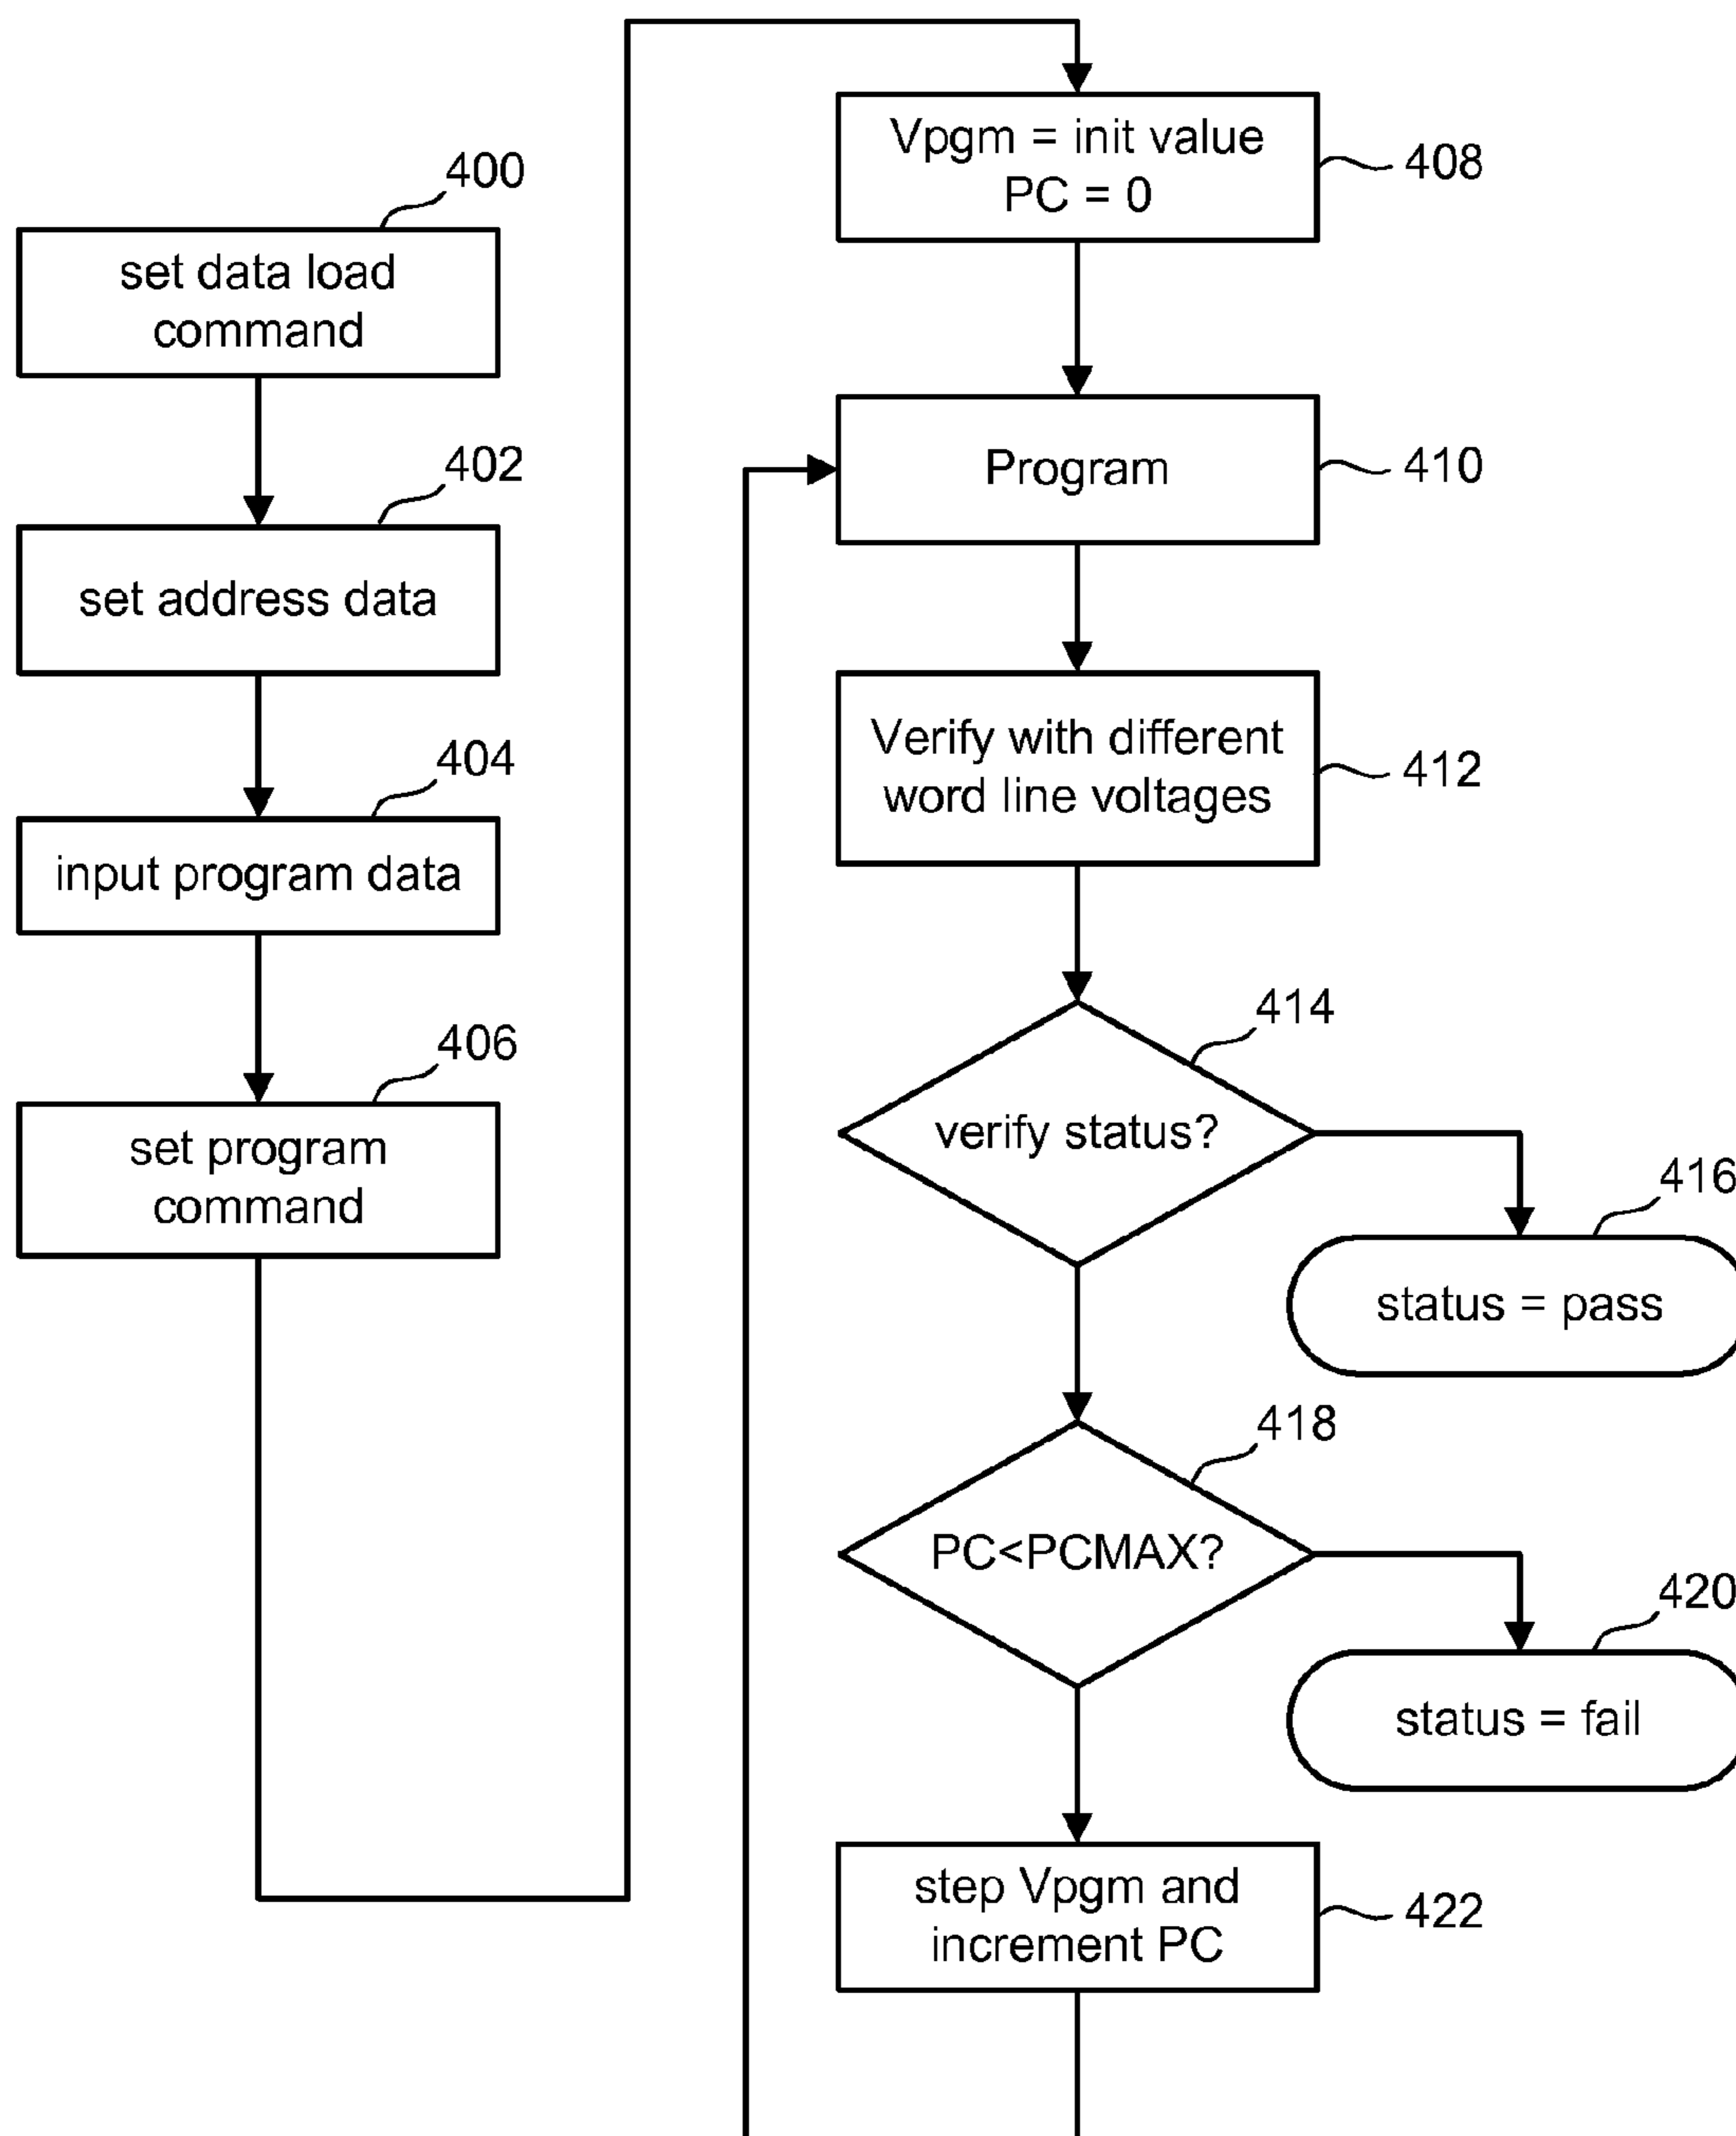 400
set data load
command
402
set address data
404
input program data
406
set program
command
Vpgm = init value
PC = 0
408
Program
410
Verify with different
word line voltages
412
414
verify status?
416
status = pass
418
PC<PCMAX?
420
status = fail
step Vpgm and
increment PC
422